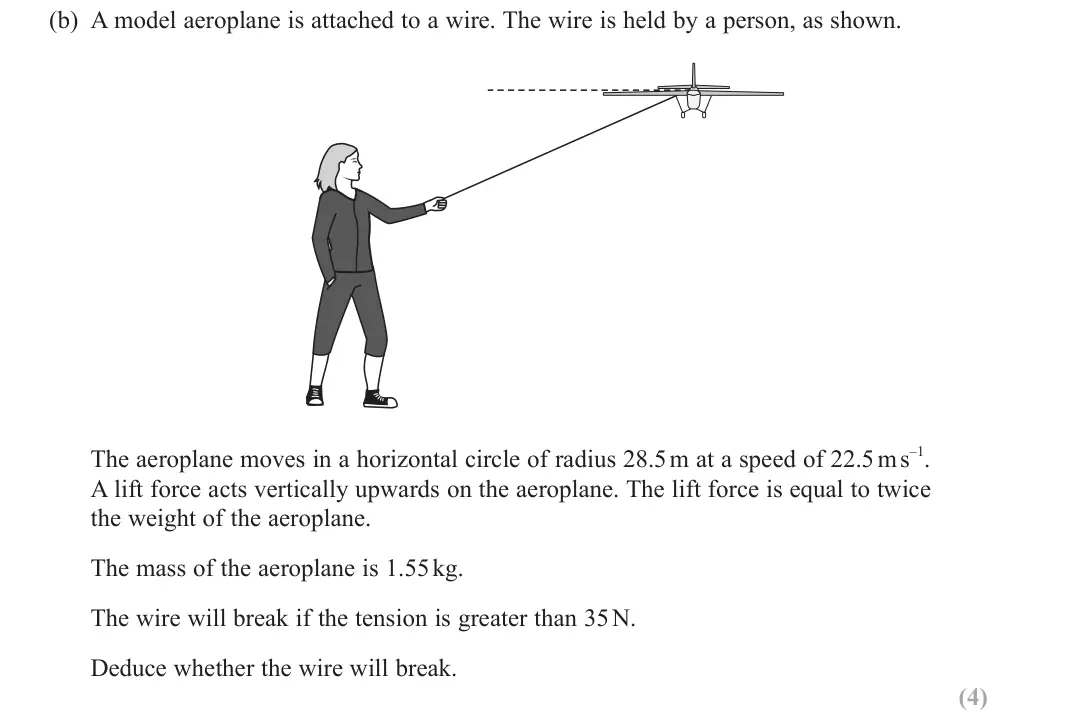 (b) A model aeroplane is attached to a wire. The wire is held by a person, as shown.
The aeroplane moves in a horizontal circle of radius 28.5 m at a speed of 22.5 m s⁻¹.
A lift force acts vertically upwards on the aeroplane. The lift force is equal to twice
the weight of the aeroplane.
The mass of the aeroplane is 1.55 kg.
The wire will break if the tension is greater than 35 N.
Deduce whether the wire will break.
(4)